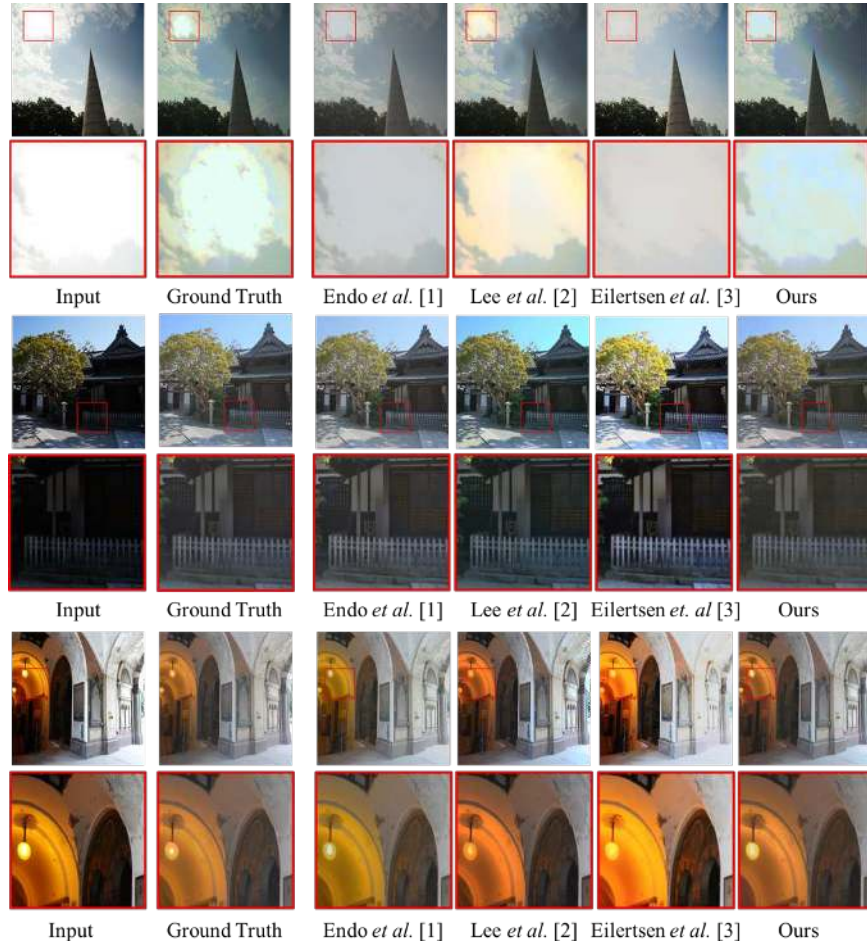 Input Ground Truth Endo et al. [1] Lee et al. [2] Eilertsen et al. [3] Ours
Input Ground Truth Endo et al. [1] Lee et al. [2] Eilertsen et. al [3] Ours
Input Ground Truth Endo et al. [1] Lee et al. [2] Eilertsen et al. [3] Ours